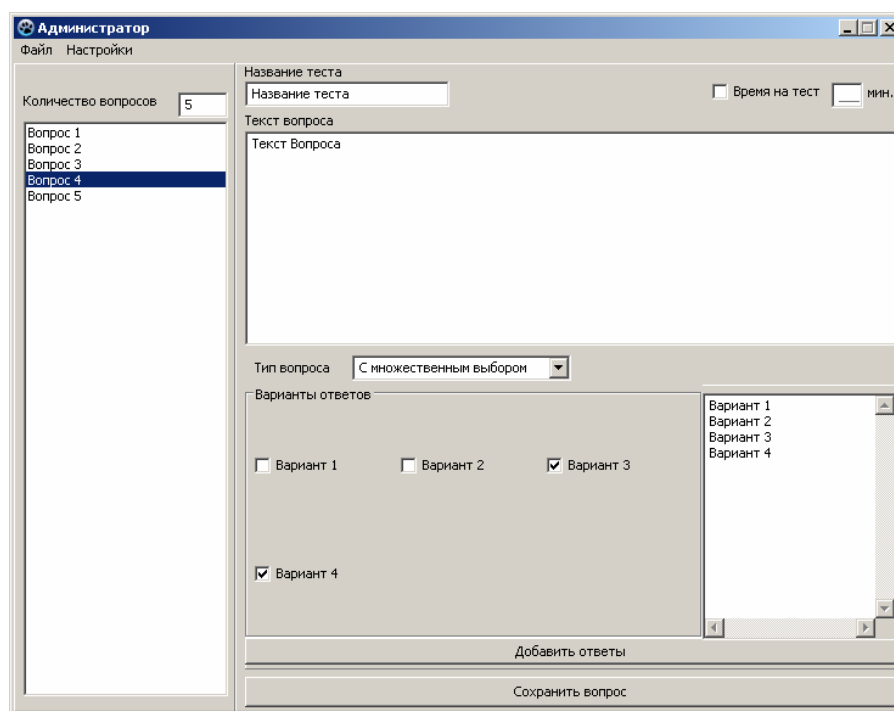 Администратор
Файл Настройки
Количество вопросов 5
Вопрос 1
Вопрос 2
Вопрос 3
Вопрос 4
Вопрос 5
Название теста
Название теста
Время на тест __ мин.
Текст вопроса
Текст Вопроса
Тип вопроса С множественным выбором
Варианты ответов
Вариант 1 Вариант 2 Вариант 3
Вариант 4
Вариант 1
Вариант 2
Вариант 3
Вариант 4
Добавить ответы
Сохранить вопрос